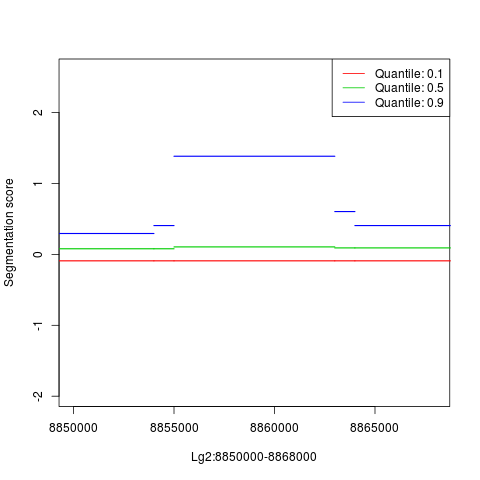 Quantile: 0.1
Quantile: 0.5
Quantile: 0.9
Segmentation score
2
1
0
-1
-2
8850000 8855000 8860000 8865000
Lg2:8850000-8868000